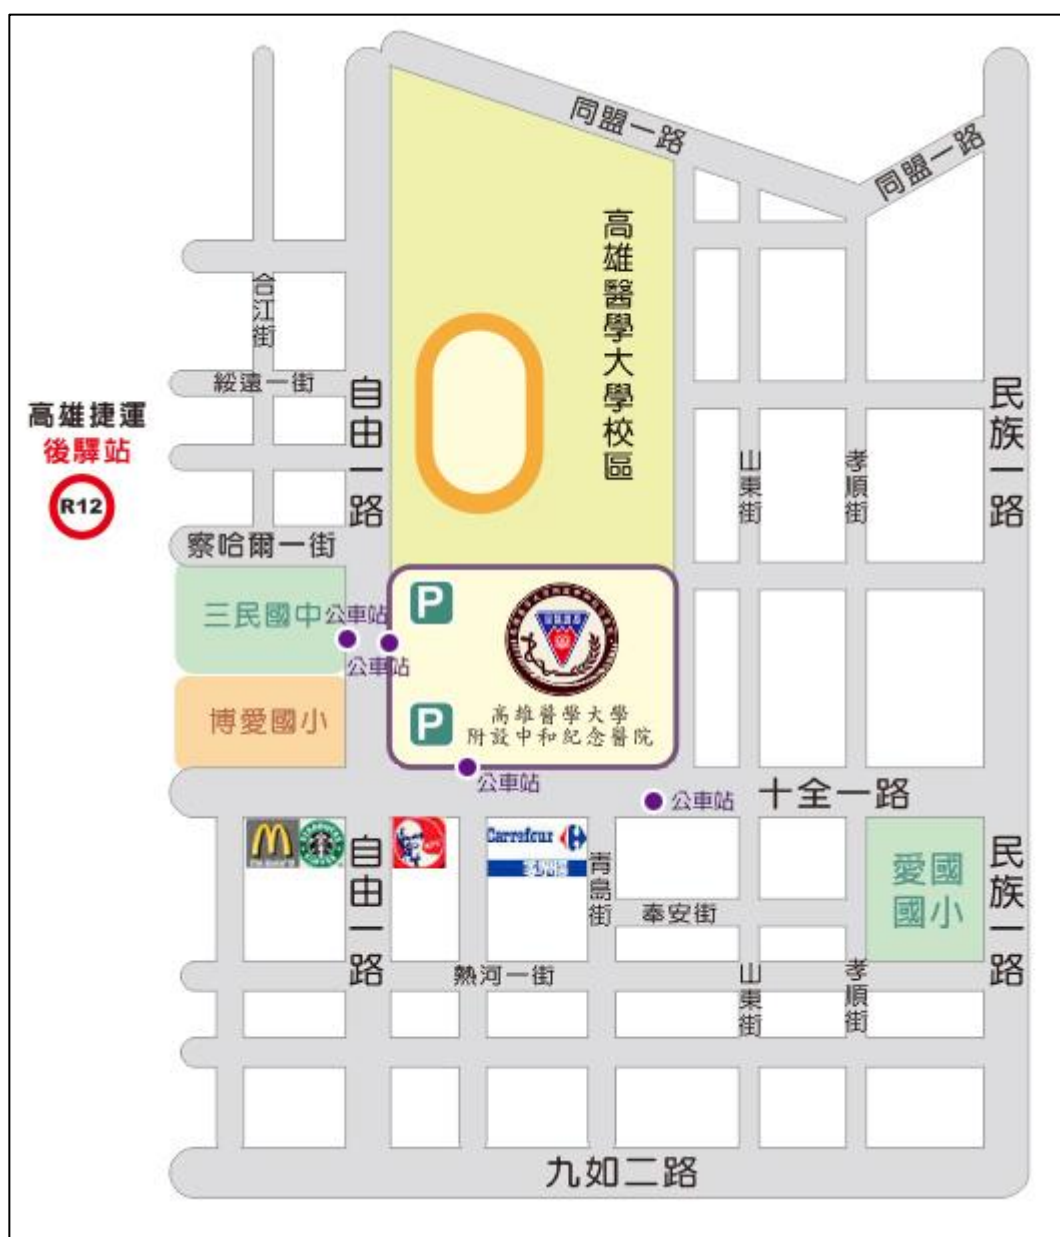 同盟一路
同盟一路
高雄醫學大學校區
合江街
綏遠一街
自由一路
民族一路
高雄捷運
後驛站
R12
山東街
孝順街
察哈爾一街
三民國中
公車站
公車站
P
博愛國小
P
高雄醫學大學
附設中和紀念醫院
公車站
公車站
十全一路
自由一路
KFC
Carrefour
青島街
愛國
國小
民族一路
奉安街
熱河一街
山東街
孝順街
九如二路